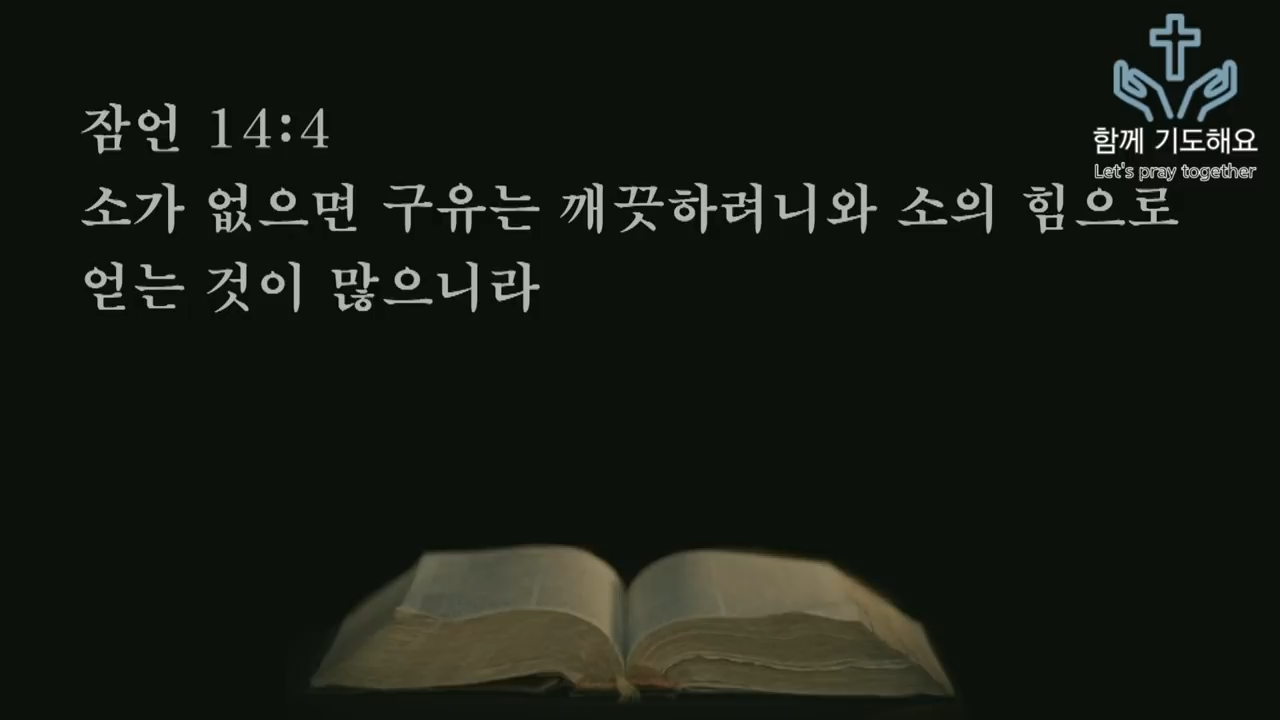 함께 기도해요
Let's pray together
잠언 14:4
소가 없으면 구유는 깨끗하려니와 소의 힘으로
얻는 것이 많으니라